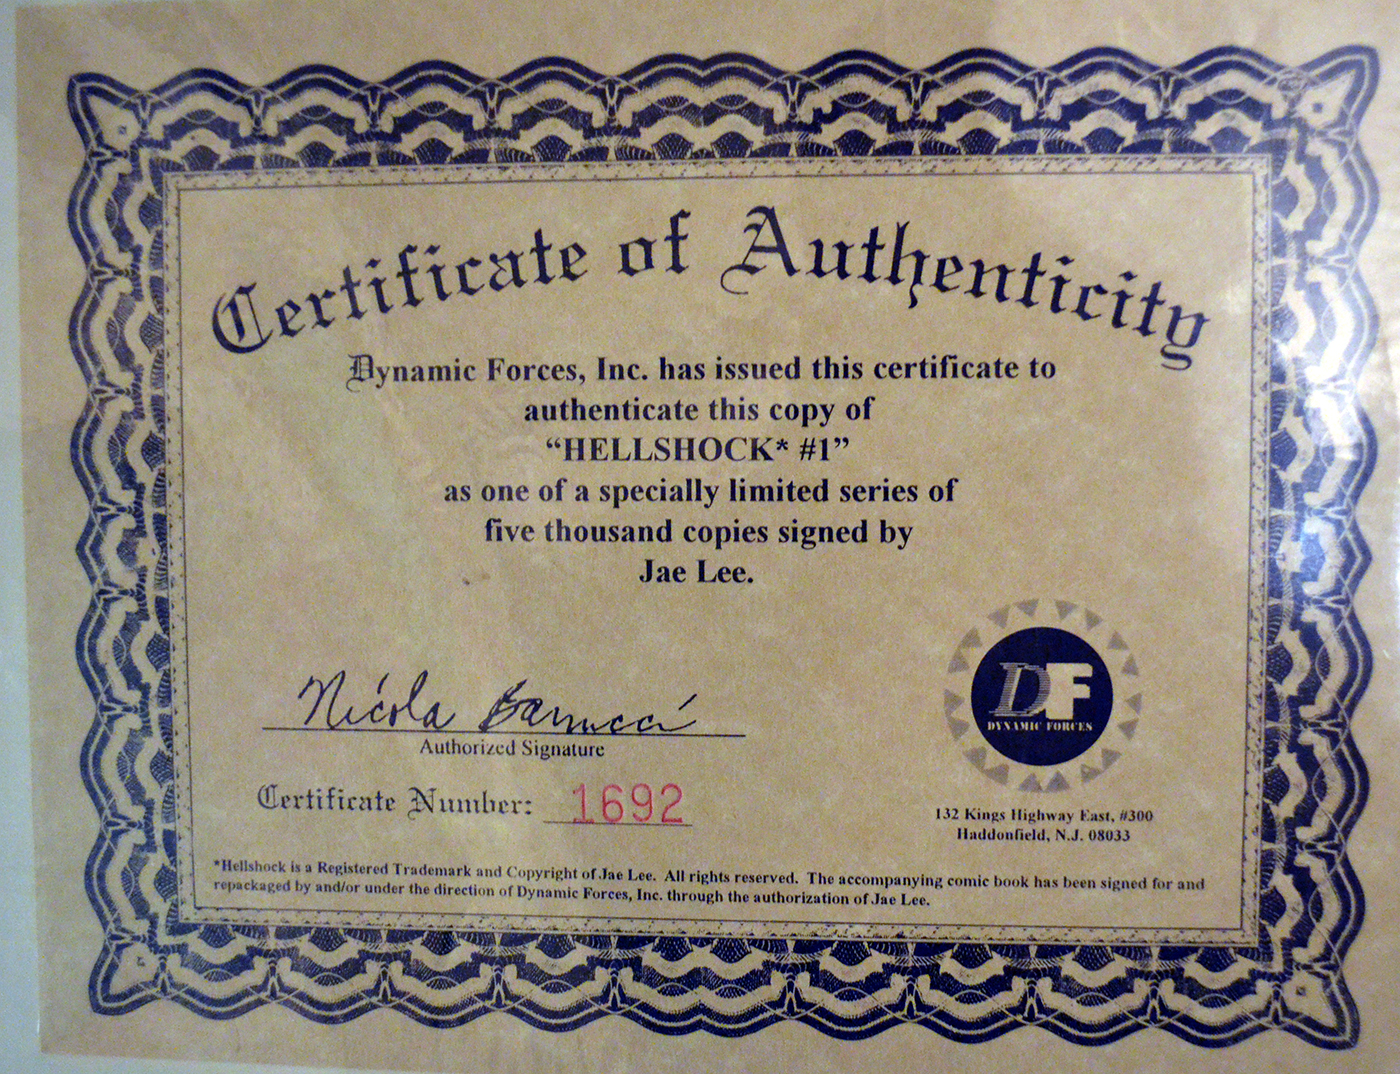 Certificate of Authenticity
Dynamic Forces, Inc. has issued this certificate to
authenticate this copy of
“HELLSHOCK* #1”
as one of a specially limited series of
five thousand copies signed by
Jae Lee.
Nicola Barrucci
Authorized Signature
Certificate Number: 1692
DF
DYNAMIC FORCES
132 Kings Highway East, #300
Haddonfield, N.J. 08033
*Hellshock is a Registered Trademark and Copyright of Jae Lee. All rights reserved. The accompanying comic book has been signed for and
repackaged by and/or under the direction of Dynamic Forces, Inc. through the authorization of Jae Lee.